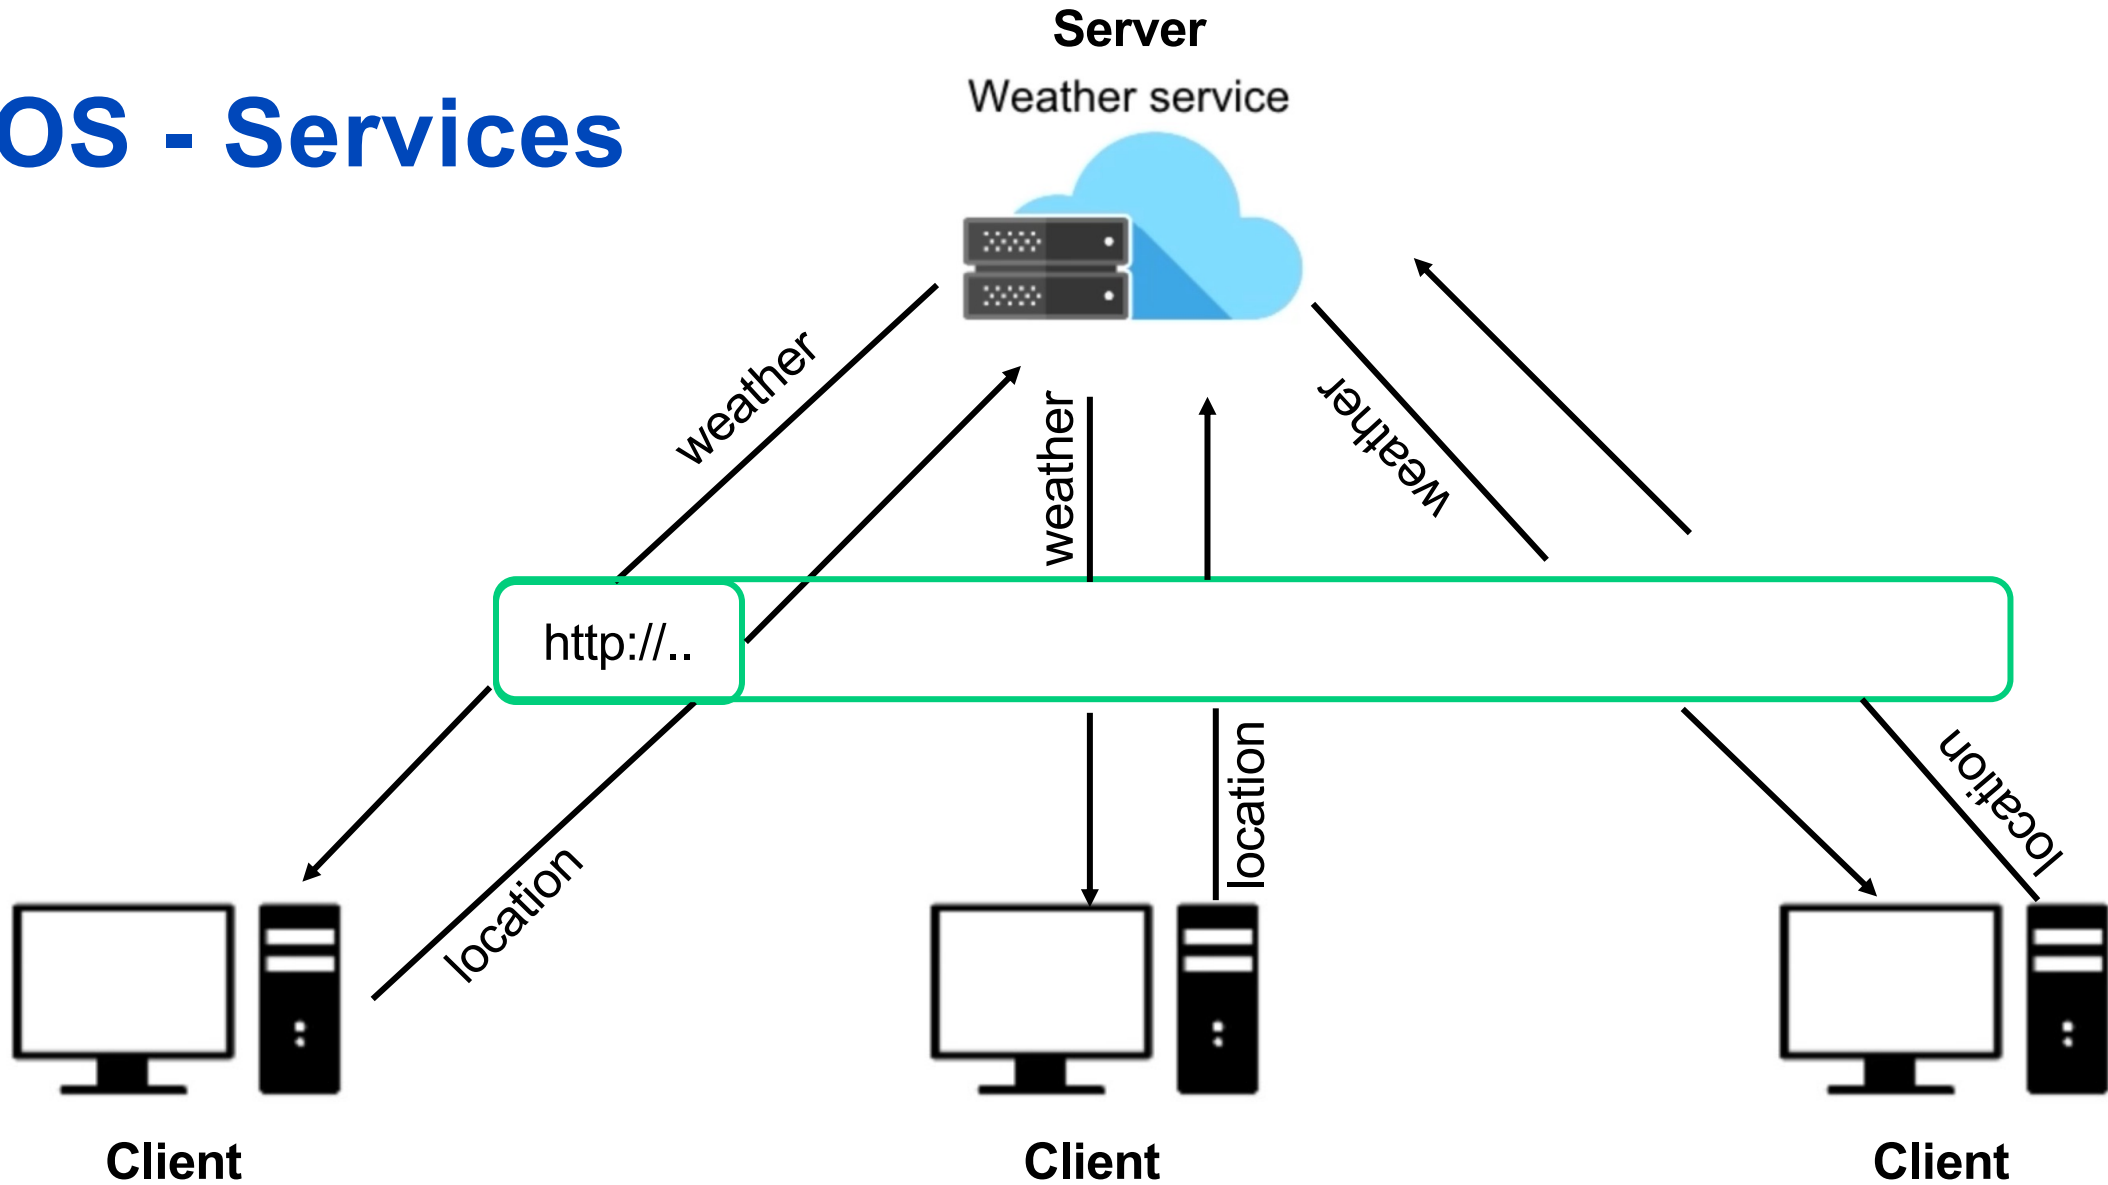 Server
Weather service
OS - Services
weather
weather
weather
http://..
location
location
location
Client
Client
Client